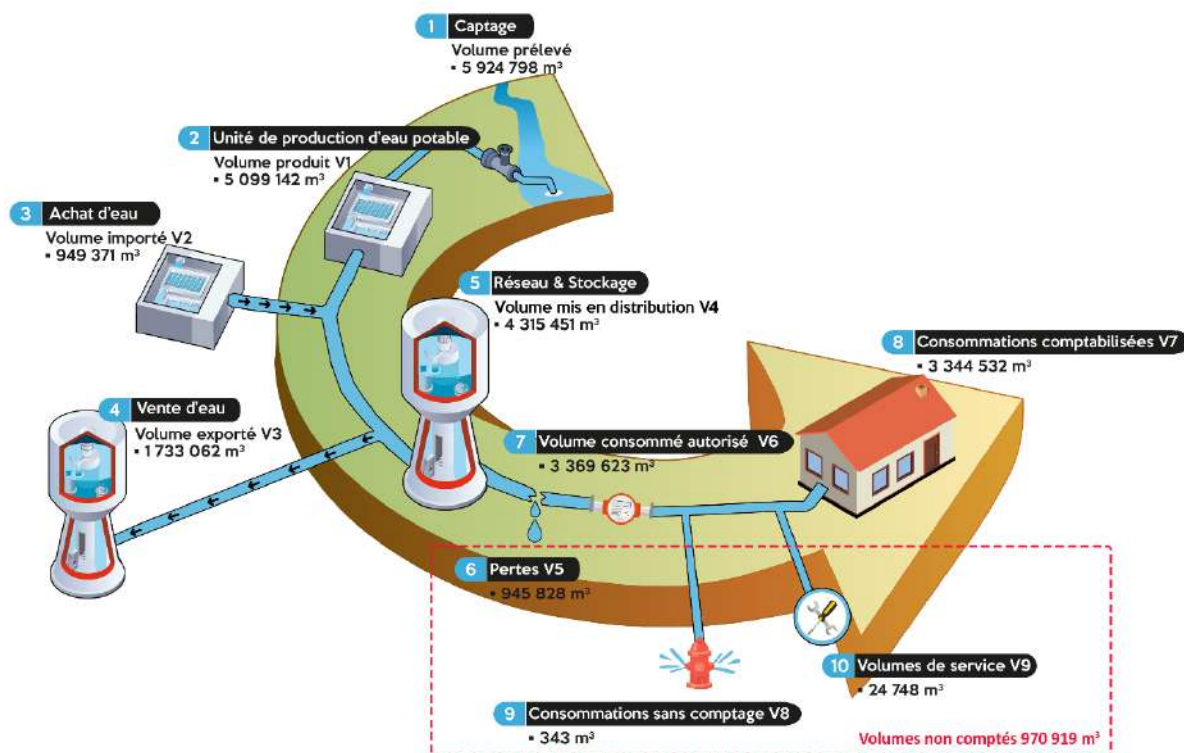 1 Captage
Volume prélevé
▪ 5 924 798 m³
2 Unité de production d'eau potable
Volume produit V1
▪ 5 099 142 m³
3 Achat d'eau
Volume importé V2
▪ 949 371 m³
4 Vente d'eau
Volume exporté V3
▪ 1 733 062 m³
5 Réseau & Stockage
Volume mis en distribution V4
▪ 4 315 451 m³
6 Pertes V5
▪ 945 828 m³
7 Volume consommé autorisé V6
▪ 3 369 623 m³
8 Consommations comptabilisées V7
▪ 3 344 532 m³
9 Consommations sans comptage V8
▪ 343 m³
10 Volumes de service V9
▪ 24 748 m³
Volumes non comptés 970 919 m³